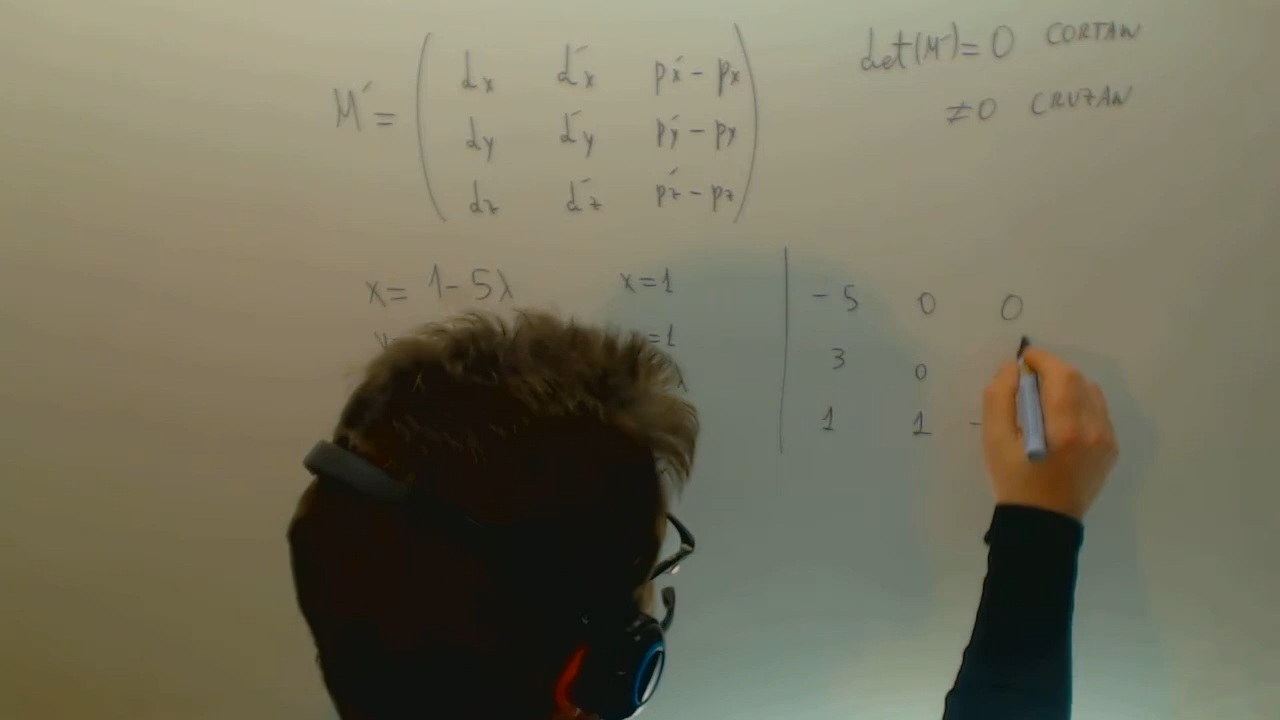 M´= dx d´x p´x - px
dy d´y p´y - py
dz d´z p´z - pz
det(M´)= 0 CORTAN
≠0 CRUZAN
x= 1-5λ x=1
=1
-5 0 0
3 0
1 1 -